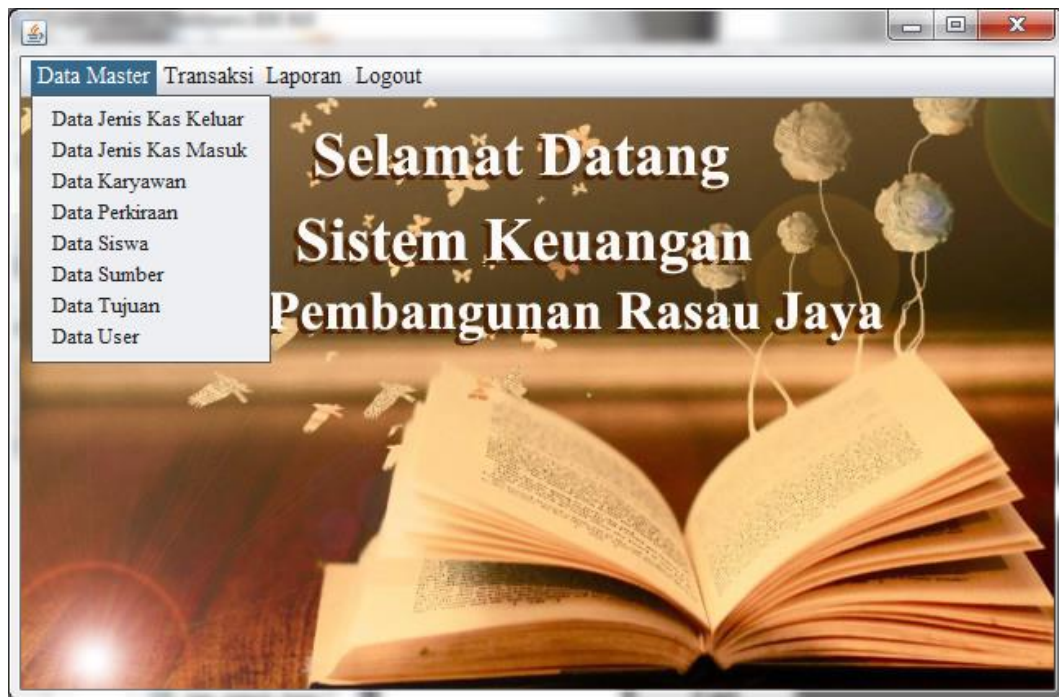 Data Master Transaksi Laporan Logout
Data Jenis Kas Keluar
Data Jenis Kas Masuk
Data Karyawan
Data Perkiraan
Data Siswa
Data Sumber
Data Tujuan
Data User
Selamat Datang
Sistem Keuangan
Pembangunan Rasau Jaya